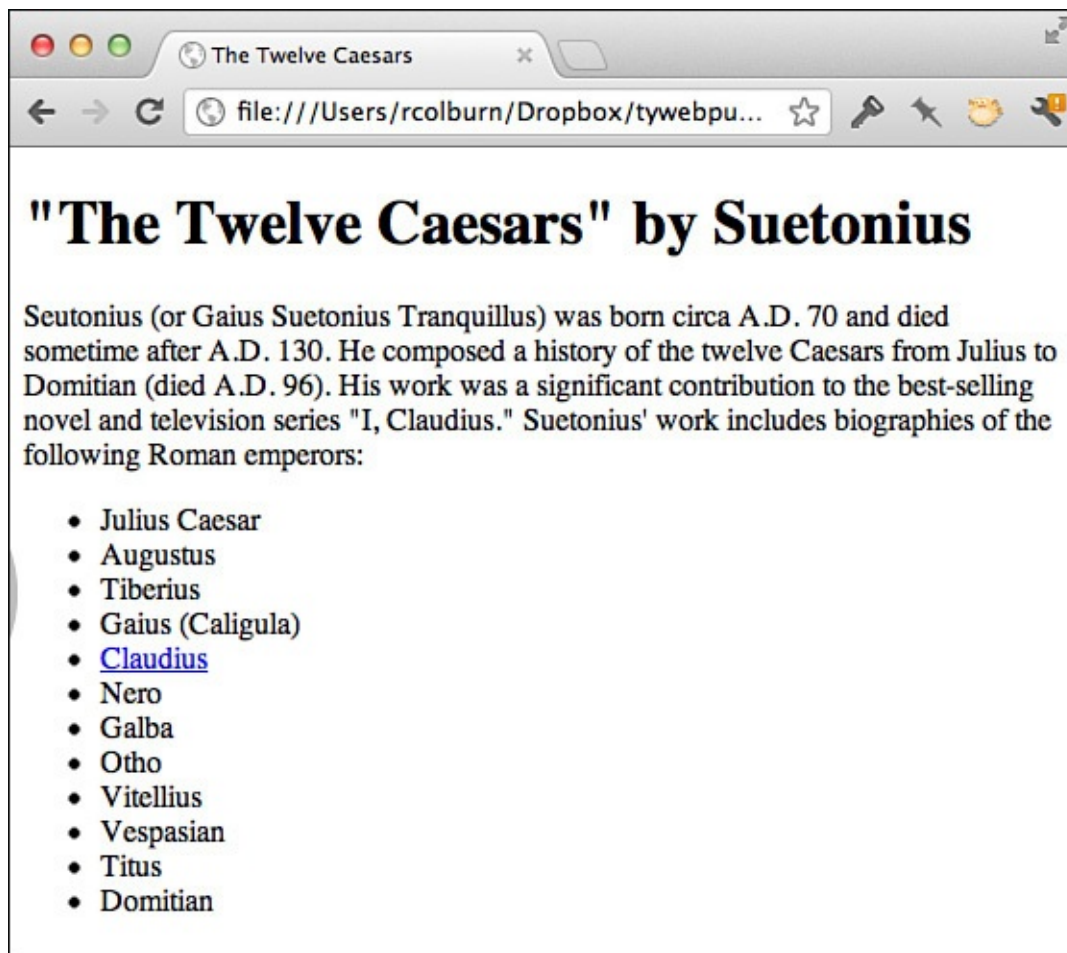 The Twelve Caesars
file:///Users/rcolburn/Dropbox/tywebpu...
"The Twelve Caesars" by Suetonius
Seutonius (or Gaius Suetonius Tranquillus) was born circa A.D. 70 and died
sometime after A.D. 130. He composed a history of the twelve Caesars from Julius to
Domitian (died A.D. 96). His work was a significant contribution to the best-selling
novel and television series "I, Claudius." Suetonius' work includes biographies of the
following Roman emperors:
• Julius Caesar
• Augustus
• Tiberius
• Gaius (Caligula)
• Claudius
• Nero
• Galba
• Otho
• Vitellius
• Vespasian
• Titus
• Domitian